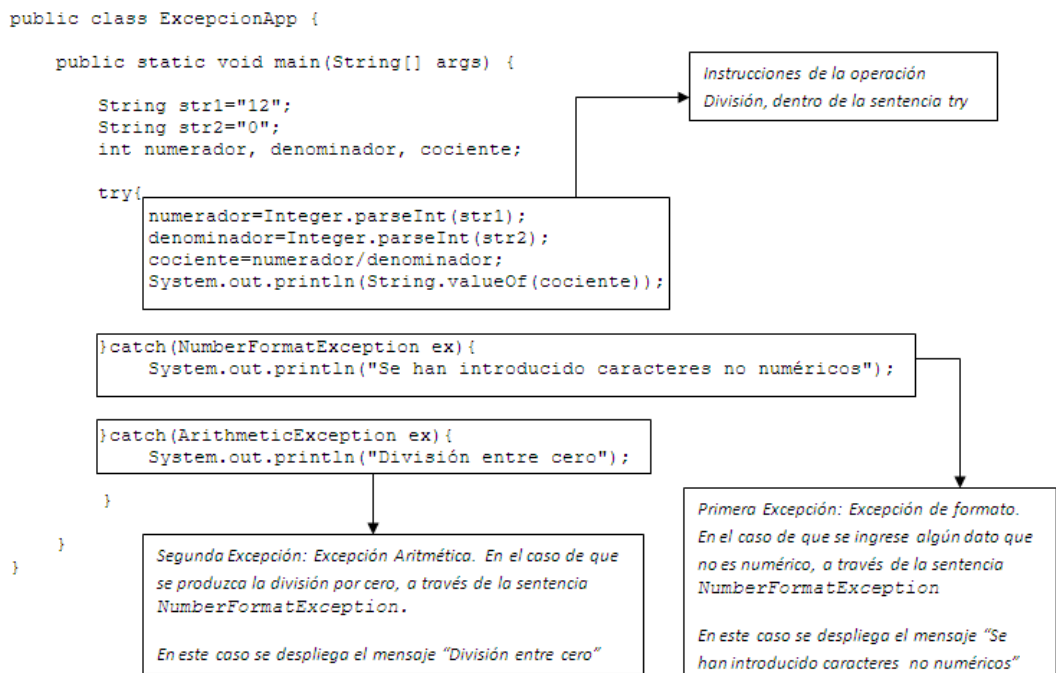 public class ExcepcionApp {
public static void main(String[] args) {
String str1="12";
String str2="0";
int numerador, denominador, cociente;
Instrucciones de la operación
División, dentro de la sentencia try
try{
numerador=Integer.parseInt(str1);
denominador=Integer.parseInt(str2);
cociente=numerador/denominador;
System.out.println(String.valueOf(cociente));
}catch(NumberFormatException ex){
System.out.println("Se han introducido caracteres no numéricos");
}catch(ArithmeticException ex){
System.out.println("División entre cero");
}
}
}
Segunda Excepción: Excepción Aritmética. En el caso de que
se produzca la división por cero, a través de la sentencia
NumberFormatException.
En este caso se despliega el mensaje “División entre cero”
Primera Excepción: Excepción de formato.
En el caso de que se ingrese algún dato que
no es numérico, a través de la sentencia
NumberFormatException
En este caso se despliega el mensaje “Se
han introducido caracteres no numéricos”